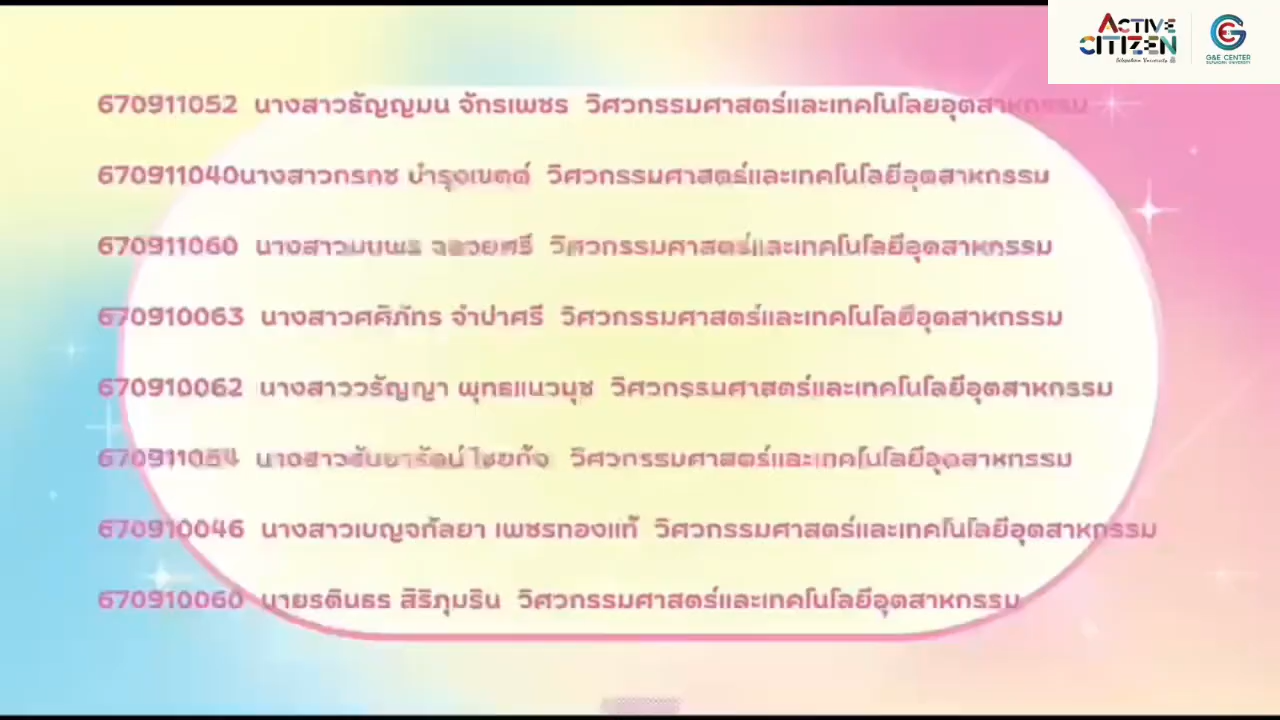 ACTIVE
CITIZEN
Silpakorn University
G&E CENTER
SILPAKORN UNIVERSITY
670911052 นางสาวธัญญมน จักรเพชร วิศวกรรมศาสตร์และเทคโนโลยอุตสาหกรรม
670911040นางสาวกรกช บำรุงเขตต์ วิศวกรรมศาสตร์และเทคโนโลยีอุตสาหกรรม
670911060 นางสาว วิศวกรรมศาสตร์และเทคโนโลยีอุตสาหกรรม
670910063 นางสาวศศิภัทร จำปาศรี วิศวกรรมศาสตร์และเทคโนโลยีอุตสาหกรรม
670910062 นางสาววรัญญา พุทธแนวนุช วิศวกรรมศาสตร์และเทคโนโลยีอุตสาหกรรม
670911054 วิศวกรรมศาสตร์และเทคโนโลยีอุตสาหกรรม
670910046 นางสาวเบญจกัลยา เพชรทองแท้ วิศวกรรมศาสตร์และเทคโนโลยีอุตสาหกรรม
670910060 นายรตินธร สิริภุมริน วิศวกรรมศาสตร์และเทคโนโลยีอุตสาหกรรม